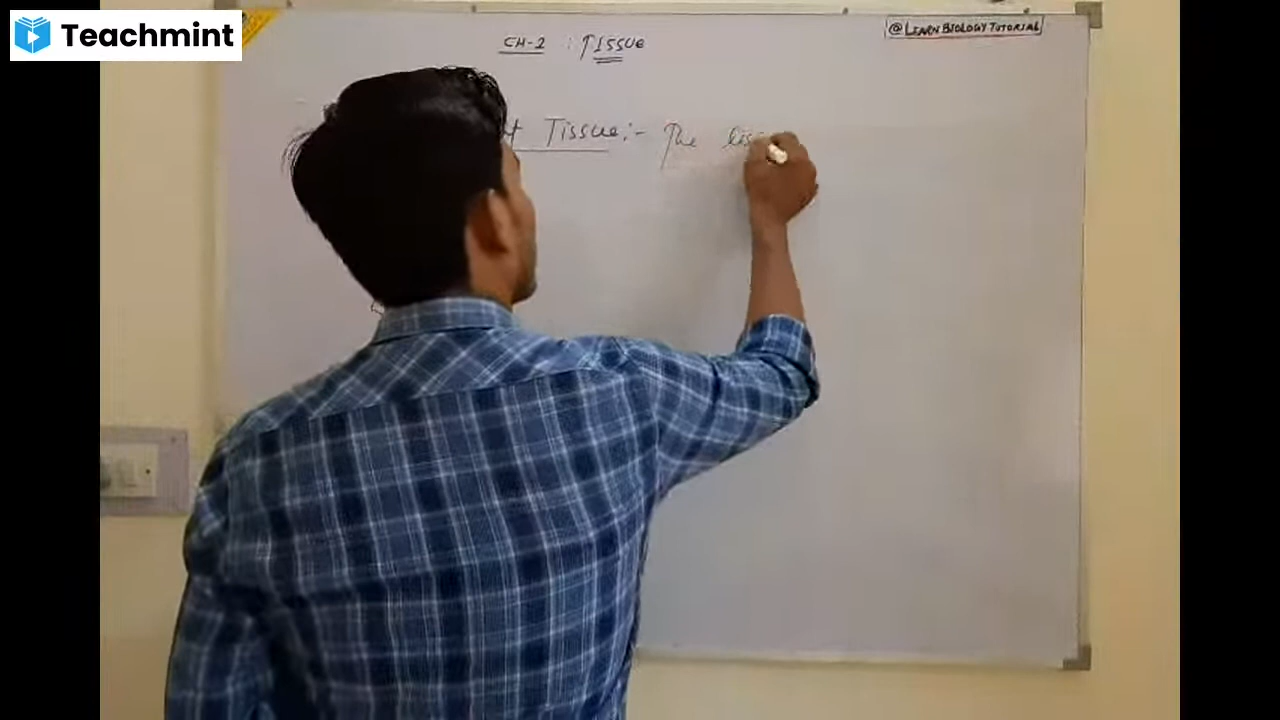 Teachmint
@LEARN BIOLOGY TUTORIAL
CH-2 : TISSUE
Tissue:- The